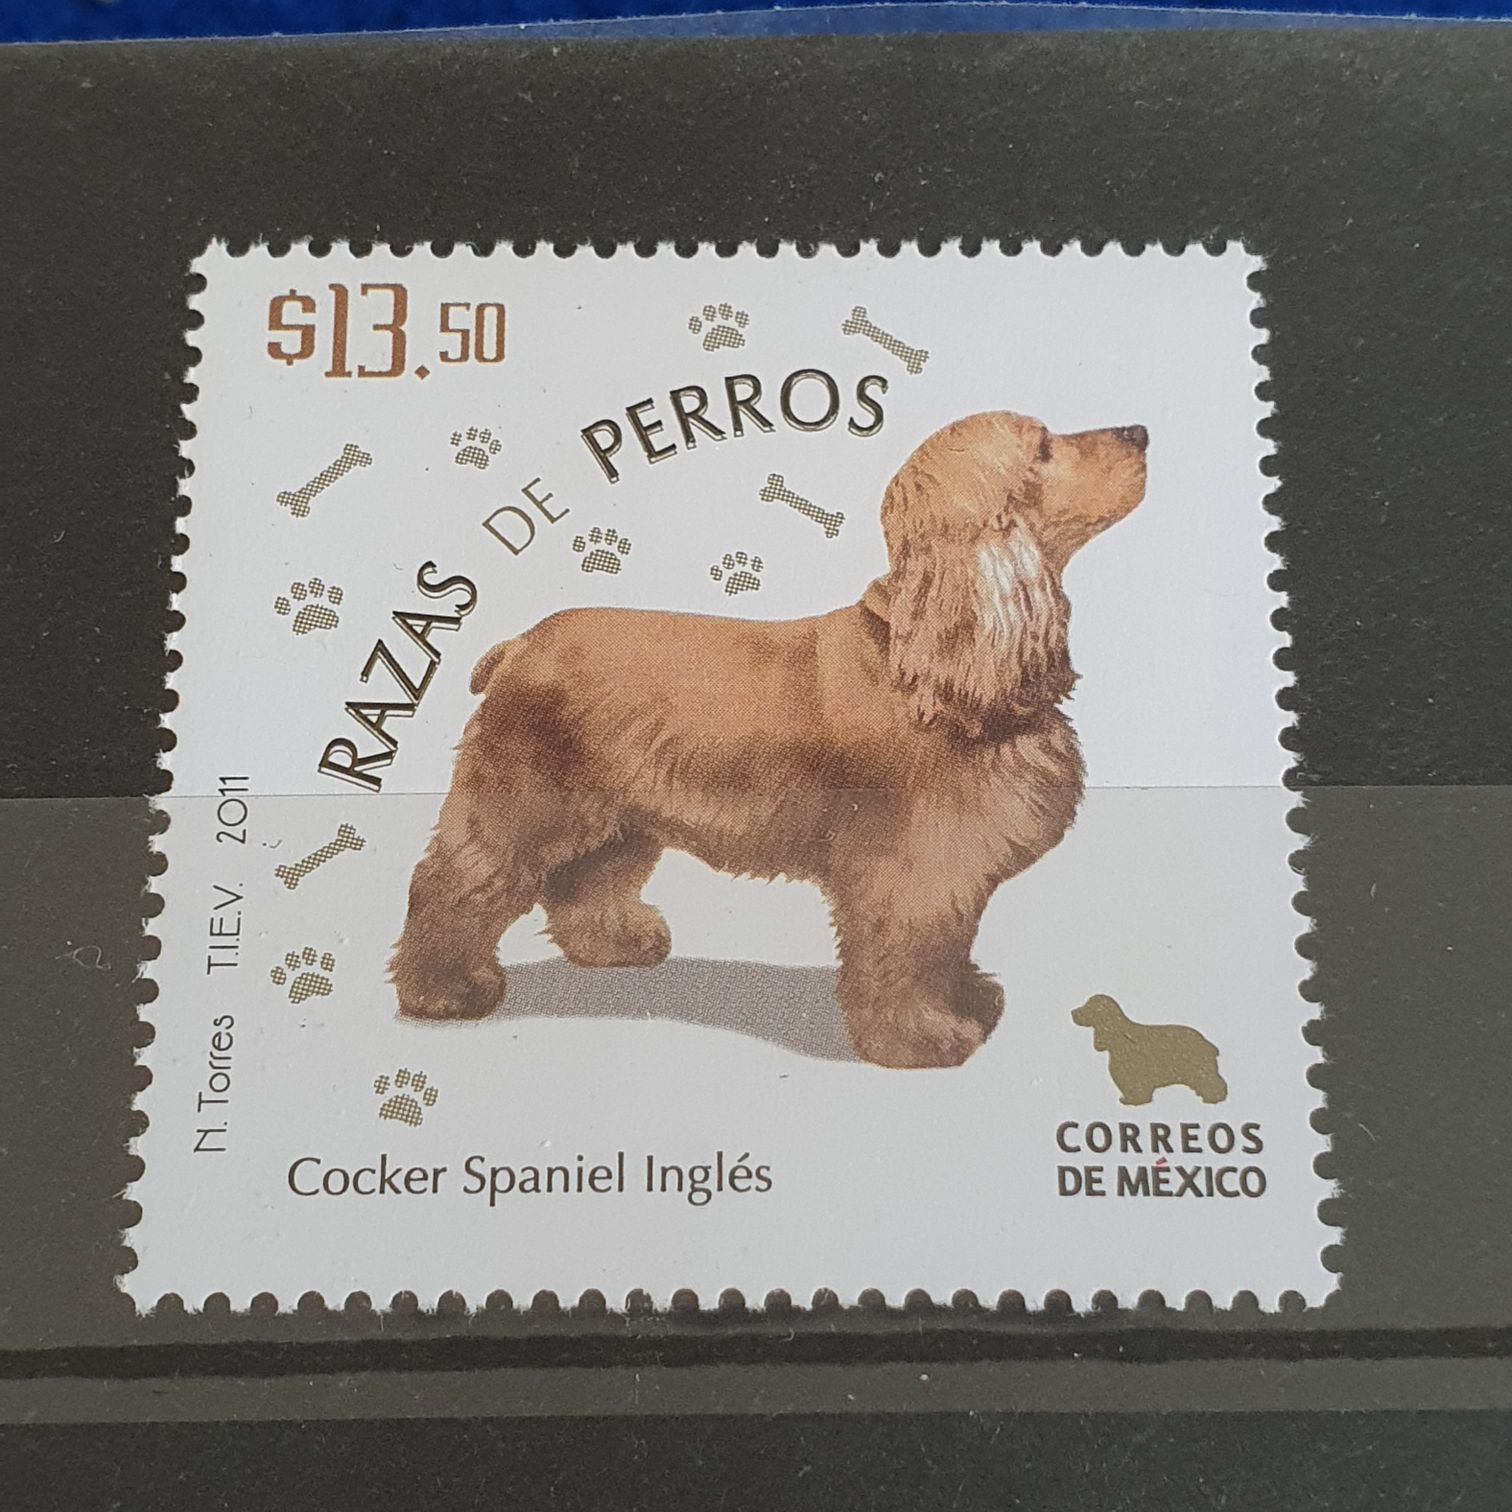 $13.50
RAZAS DE PERROS
N. Torres T.I.E.V. 2011
Cocker Spaniel Inglés
CORREOS
DE MÉXICO